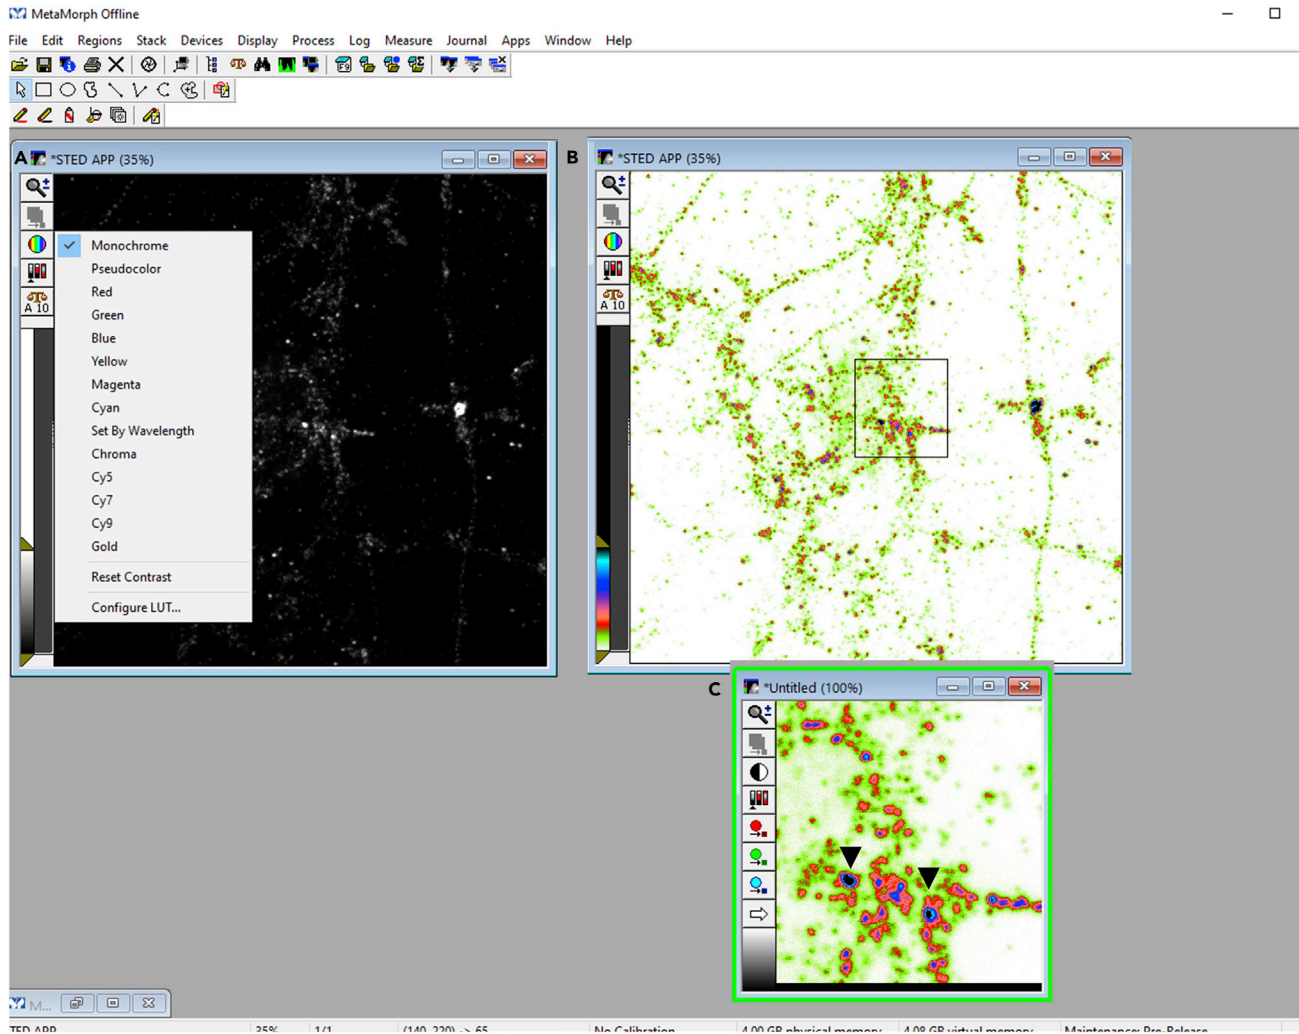 MetaMorph Offline
File Edit Regions Stack Devices Display Process Log Measure Journal Apps Window Help
A *STED APP (35%)
B *STED APP (35%)
A 10
A 10
Monochrome
Pseudocolor
Red
Green
Blue
Yellow
Magenta
Cyan
Set By Wavelength
Chroma
Cy5
Cy7
Cy9
Gold
Reset Contrast
Configure LUT...
C *Untitled (100%)
M...
TED APP 35% 1/1 (140, 220) -> 65 No Calibration 4.00 GB physical memory 4.08 GB virtual memory Maintenance: Pre-Release